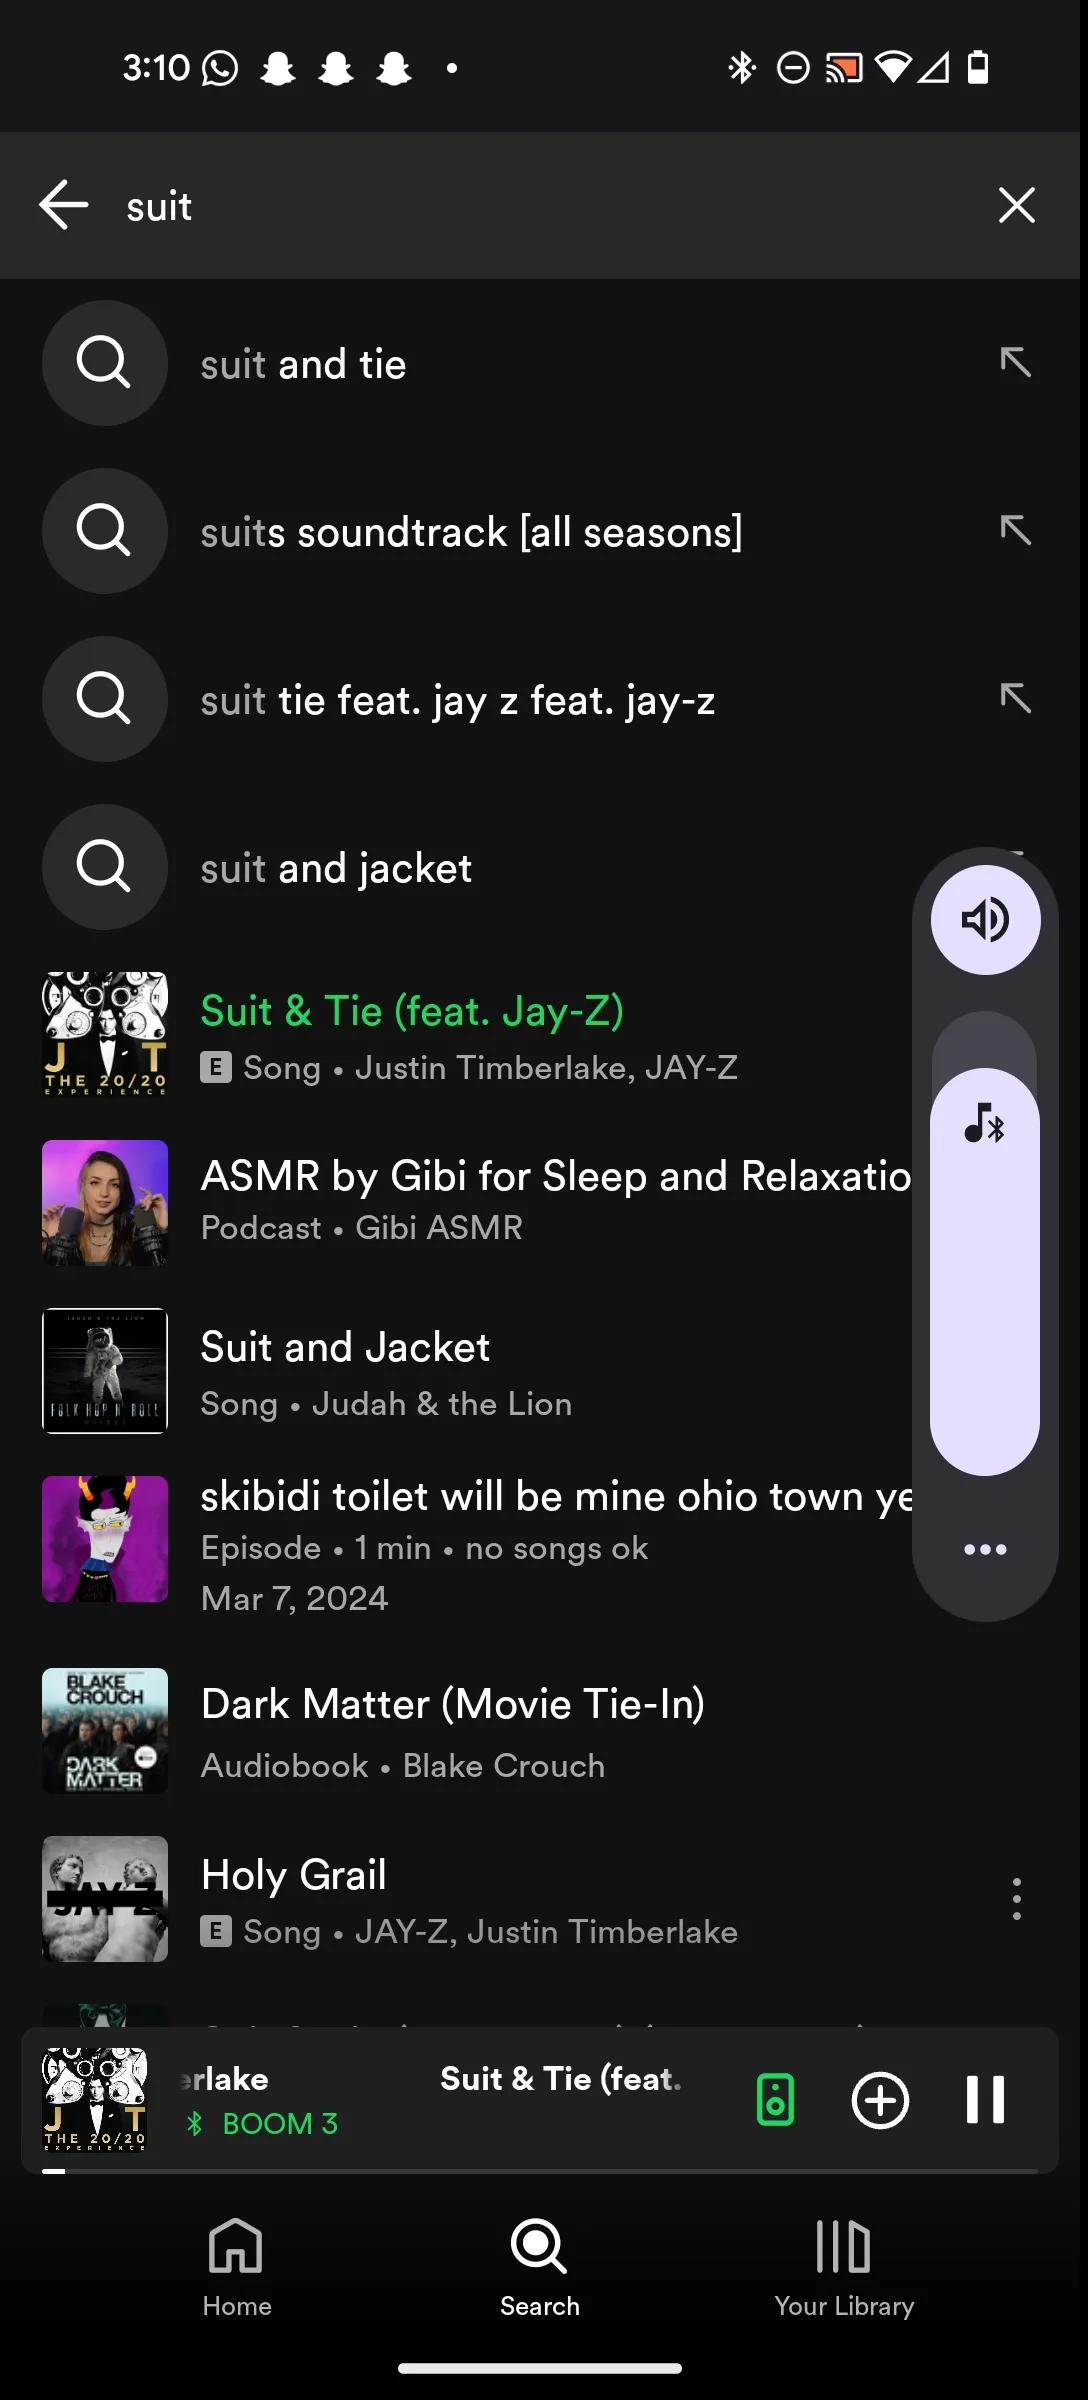 3:10
suit
suit and tie
suits soundtrack [all seasons]
suit tie feat. jay z feat. jay-z
suit and jacket
J T
THE 20/20
EXPERIENCE
Suit & Tie (feat. Jay-Z)
E Song • Justin Timberlake, JAY-Z
ASMR by Gibi for Sleep and Relaxatio
Podcast • Gibi ASMR
JUDAH & THE LION
FOLK HOP N' ROLL
Suit and Jacket
Song • Judah & the Lion
skibidi toilet will be mine ohio town ye
Episode • 1 min • no songs ok
Mar 7, 2024
BLAKE
CROUCH
DARK
MATTER
Dark Matter (Movie Tie-In)
Audiobook • Blake Crouch
JAY-Z
Holy Grail
E Song • JAY-Z, Justin Timberlake
J T
THE 20/20
EXPERIENCE
erlake Suit & Tie (feat.
BOOM 3
Home
Search
Your Library